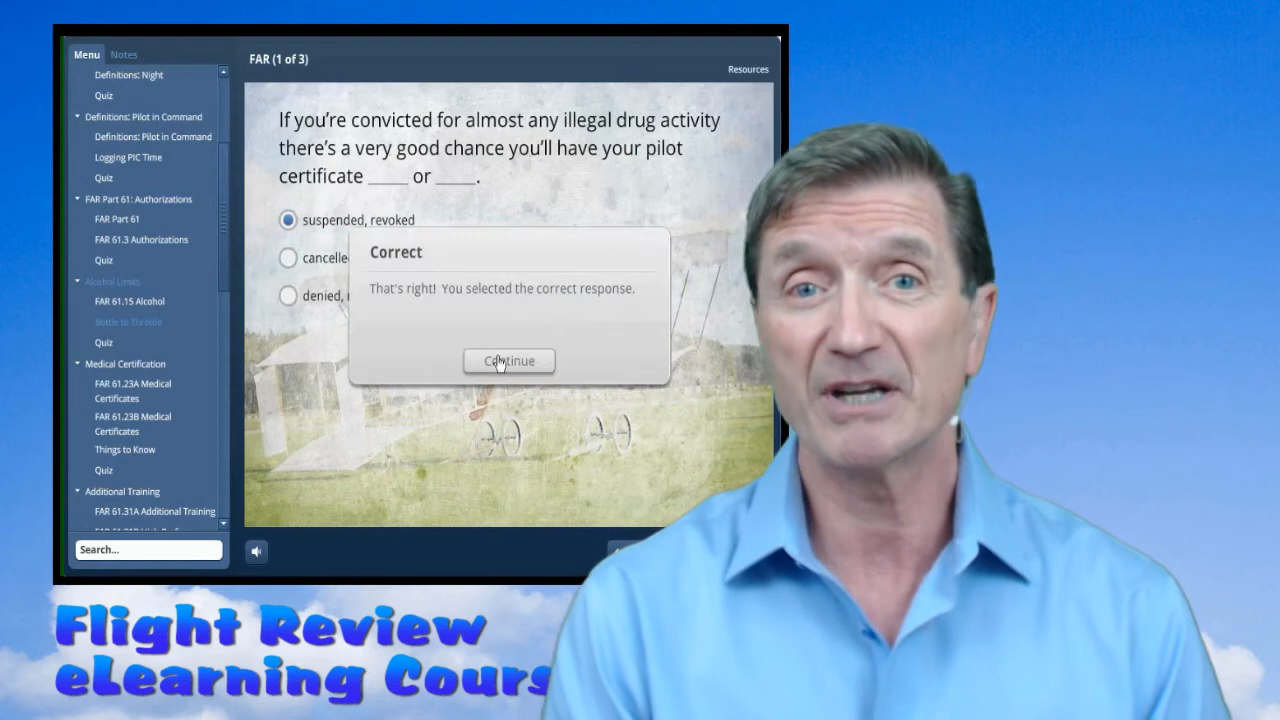 Menu
Notes
Definitions: Night
Quiz
Definitions: Pilot in Command
Definitions: Pilot in Command
Logging PIC Time
Quiz
FAR Part 61: Authorizations
FAR Part 61
FAR 61.3 Authorizations
Quiz
Alcohol Limits
FAR 61.15 Alcohol
Bottle to Throttle
Quiz
Medical Certification
FAR 61.23A Medical
Certificates
FAR 61.23B Medical
Certificates
Things to Know
Quiz
Additional Training
FAR 61.31A Additional Training
Search...
FAR (1 of 3)
Resources
If you're convicted for almost any illegal drug activity
there's a very good chance you'll have your pilot
certificate _____ or _____.
suspended, revoked
cancelle
denied,
Correct
That's right! You selected the correct response.
Continue
Flight Review
eLearning Cours